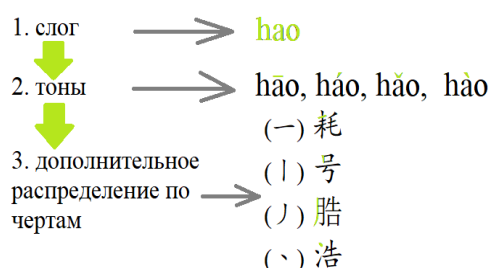 1. слог
hao
2. тоны
hāo, háo, hǎo, hào
(一) 耗
(丨) 号
3. дополнительное
распределение по
чертам
(丿)
(丶) 浩